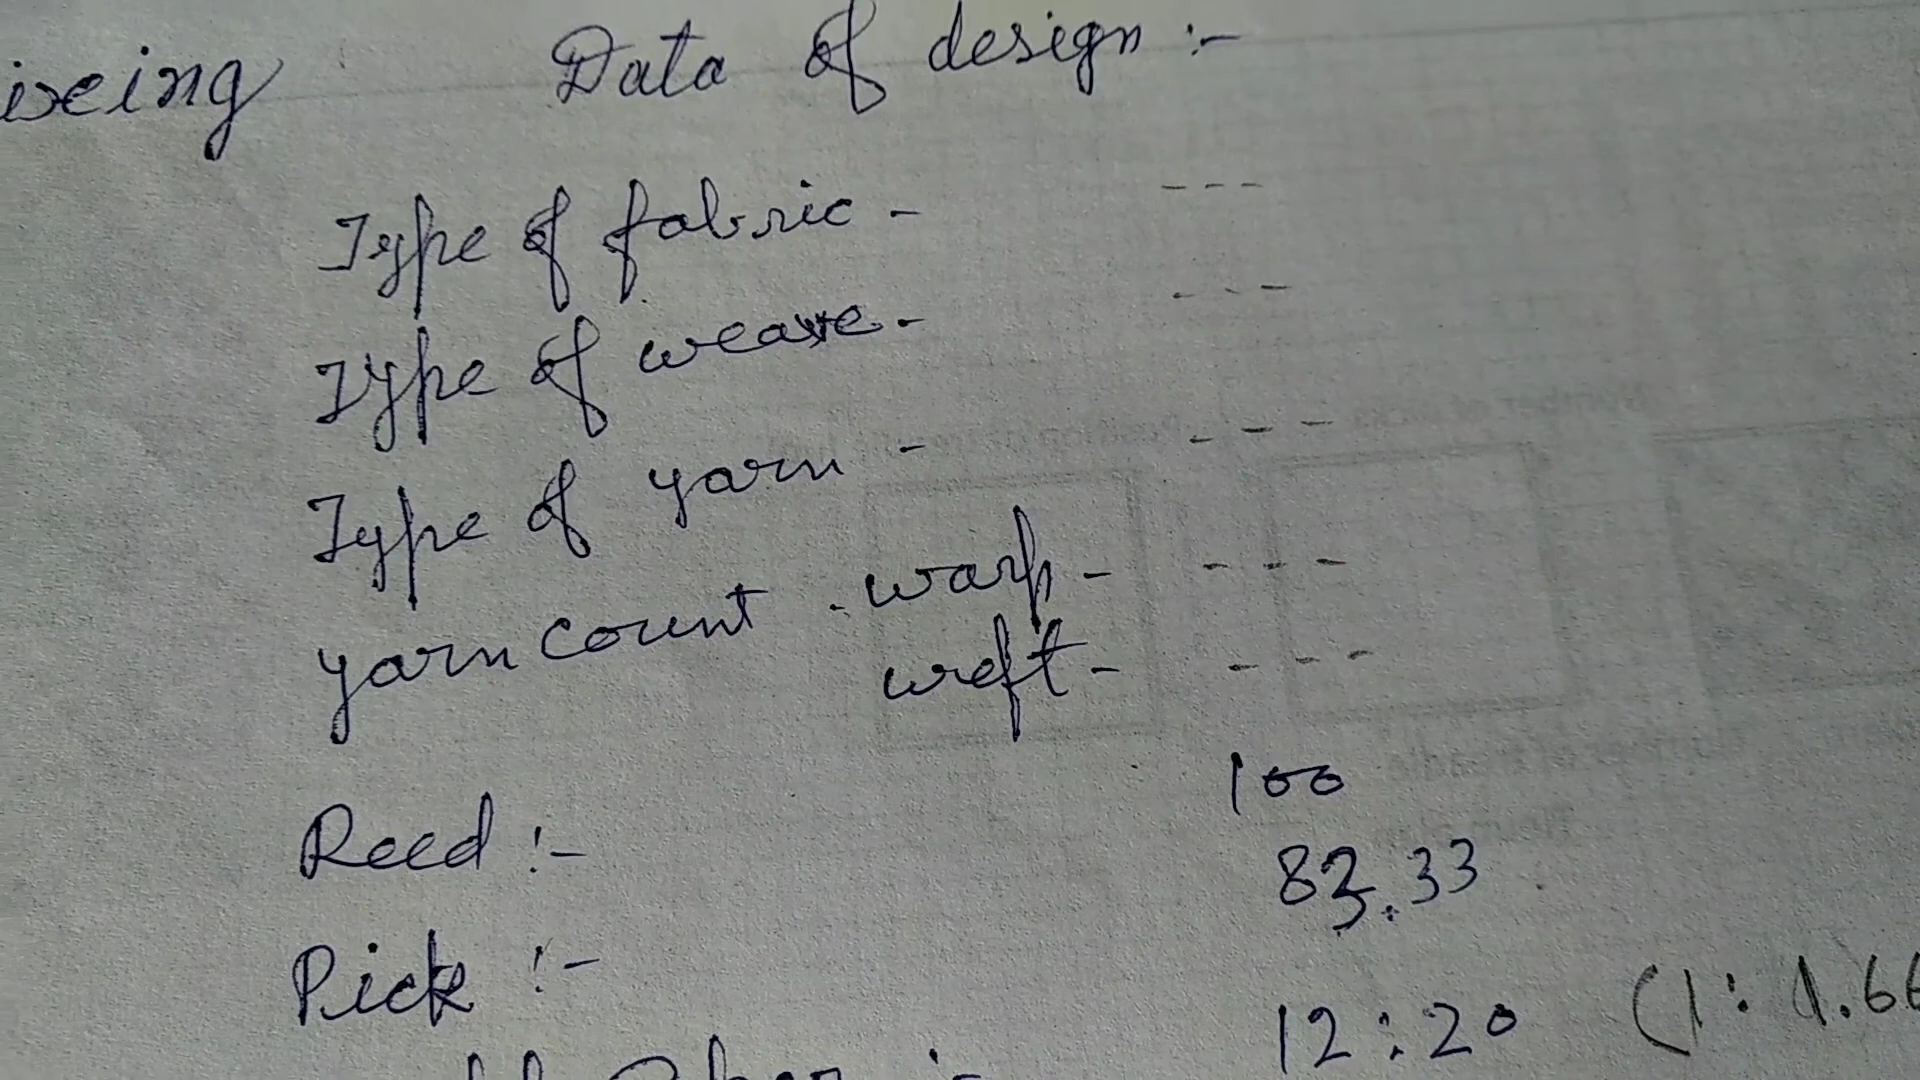 Data of design :-
Type of fabric - ---
Type of weave - ---
Type of yarn - ---
yarn count - warp - ---
weft - ---
Reed :- 100
Pick :- 83.33
12:20 (1:1.66